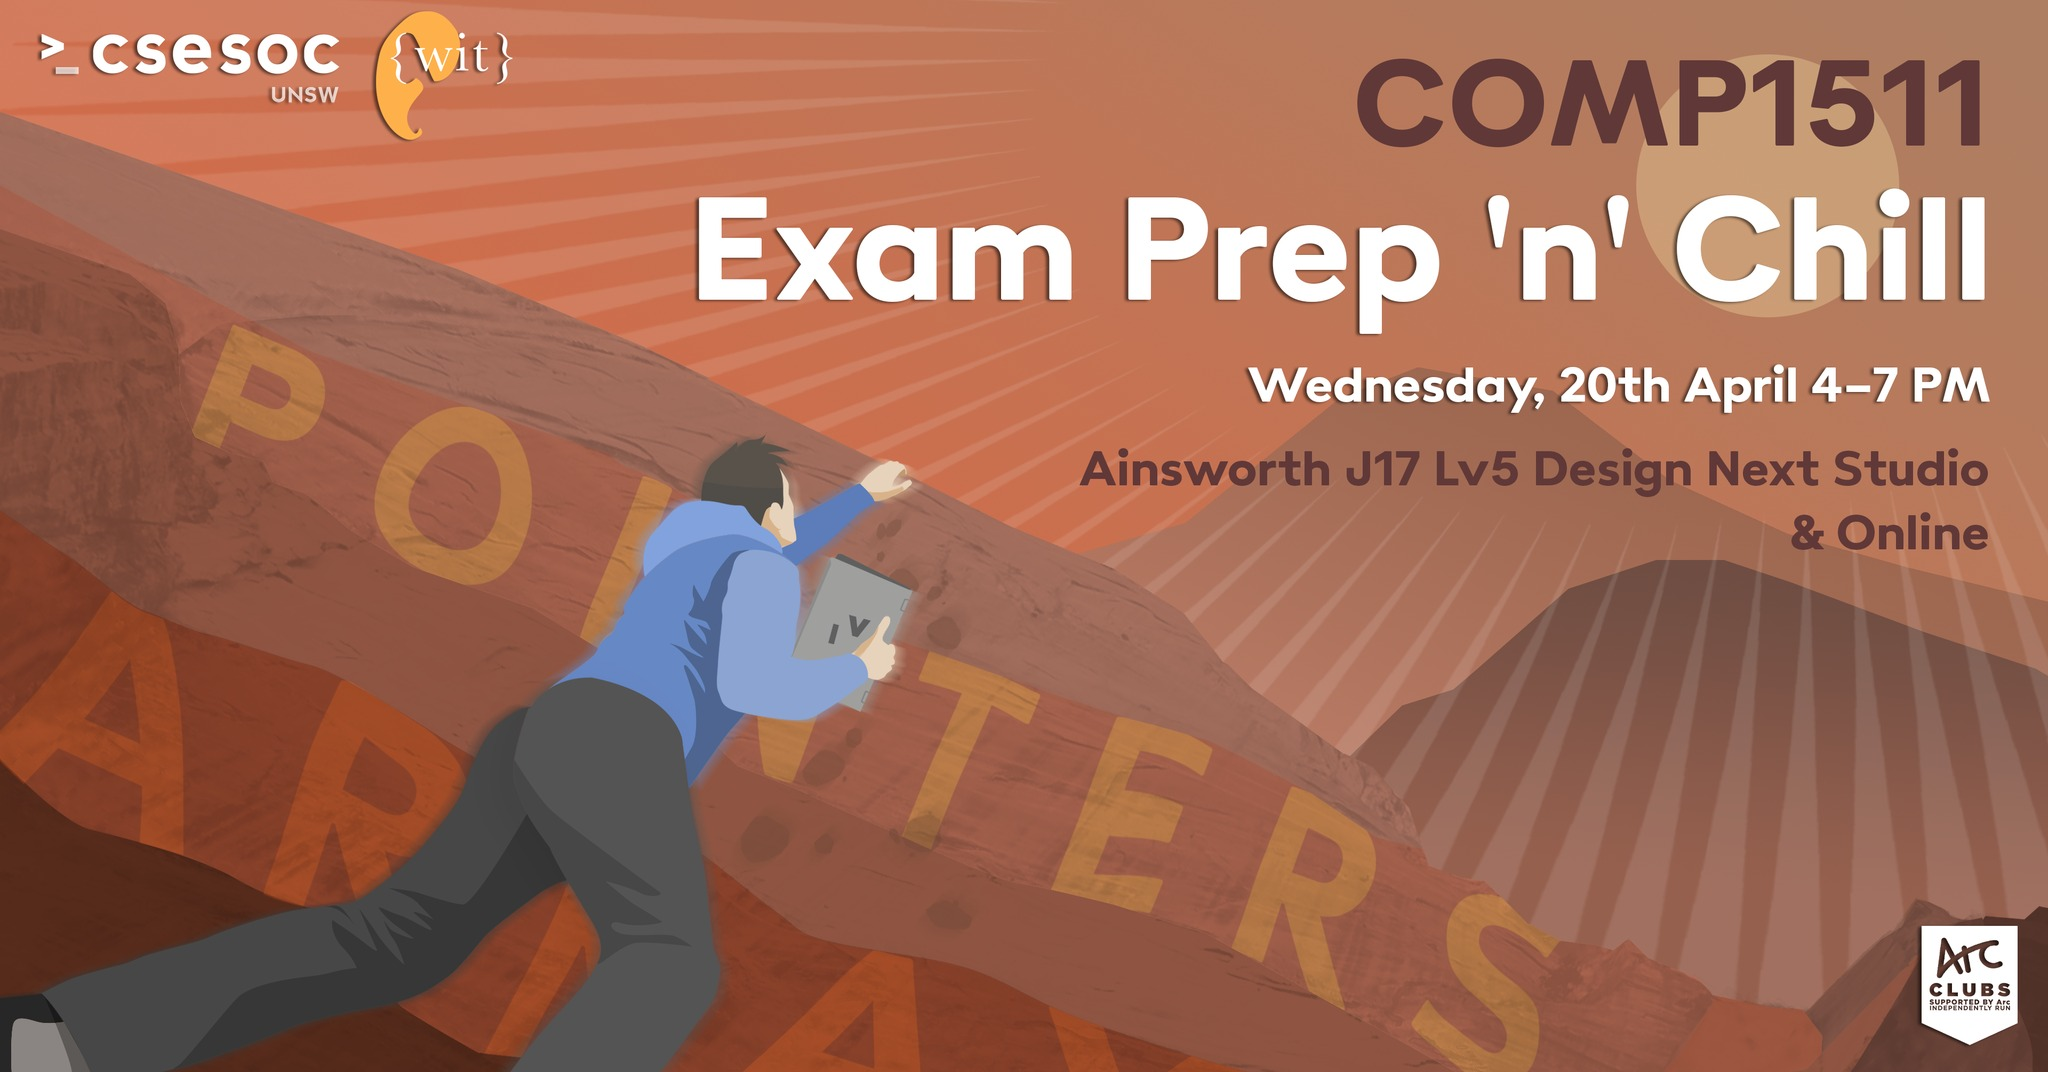 >_csesoc
UNSW
{wit}
COMP1511
Exam Prep 'n' Chill
Wednesday, 20th April 4–7 PM
Ainsworth J17 Lv5 Design Next Studio
& Online
POINTERS
ARRA
Arc
CLUBS
SUPPORTED BY Arc
INDEPENDENTLY RUN